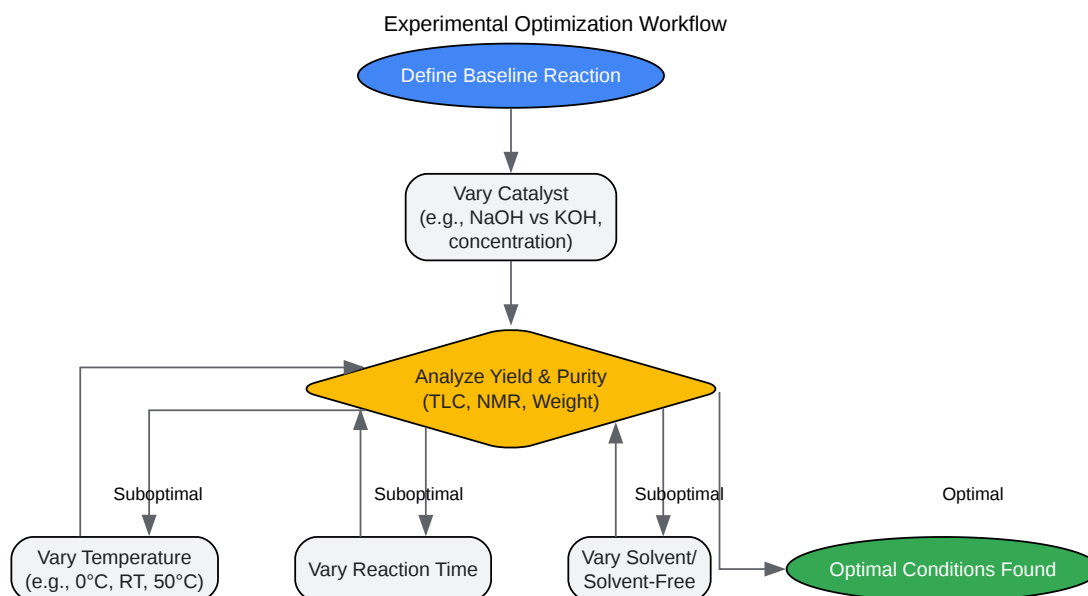 Experimental Optimization Workflow
Define Baseline Reaction
Vary Catalyst
(e.g., NaOH vs KOH,
concentration)
Analyze Yield & Purity
(TLC, NMR, Weight)
Suboptimal
Suboptimal
Suboptimal
Optimal
Vary Temperature
(e.g., 0°C, RT, 50°C)
Vary Reaction Time
Vary Solvent/
Solvent-Free
Optimal Conditions Found